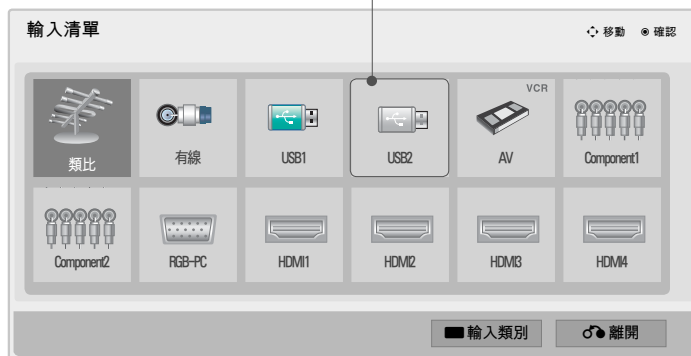 輸入清單
移動 確認
VCR
類比 有線 USB1 USB2 AV Component1
Component2 RGB-PC HDMI1 HDMI2 HDMI3 HDMI4
輸入類別 離開